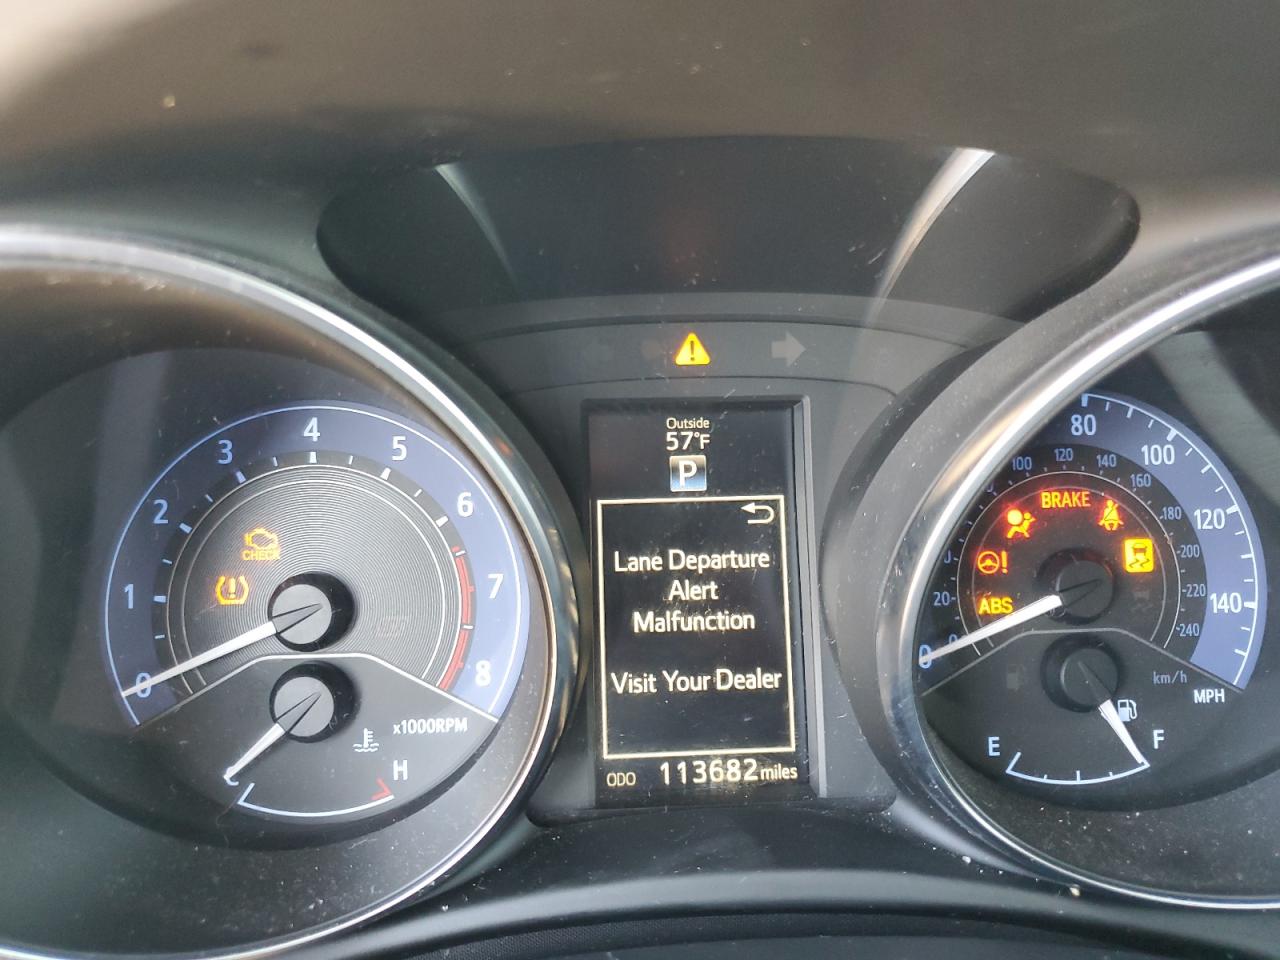 4
3
5
2
6
1
7
0
8
CHECK
x1000RPM
H
Outside
57°F
P
Lane Departure
Alert
Malfunction
Visit Your Dealer
ODO 113682 miles
80
100
120
140
100
120
140
160
180
200
220
240
20
0
BRAKE
ABS
km/h
MPH
E
F